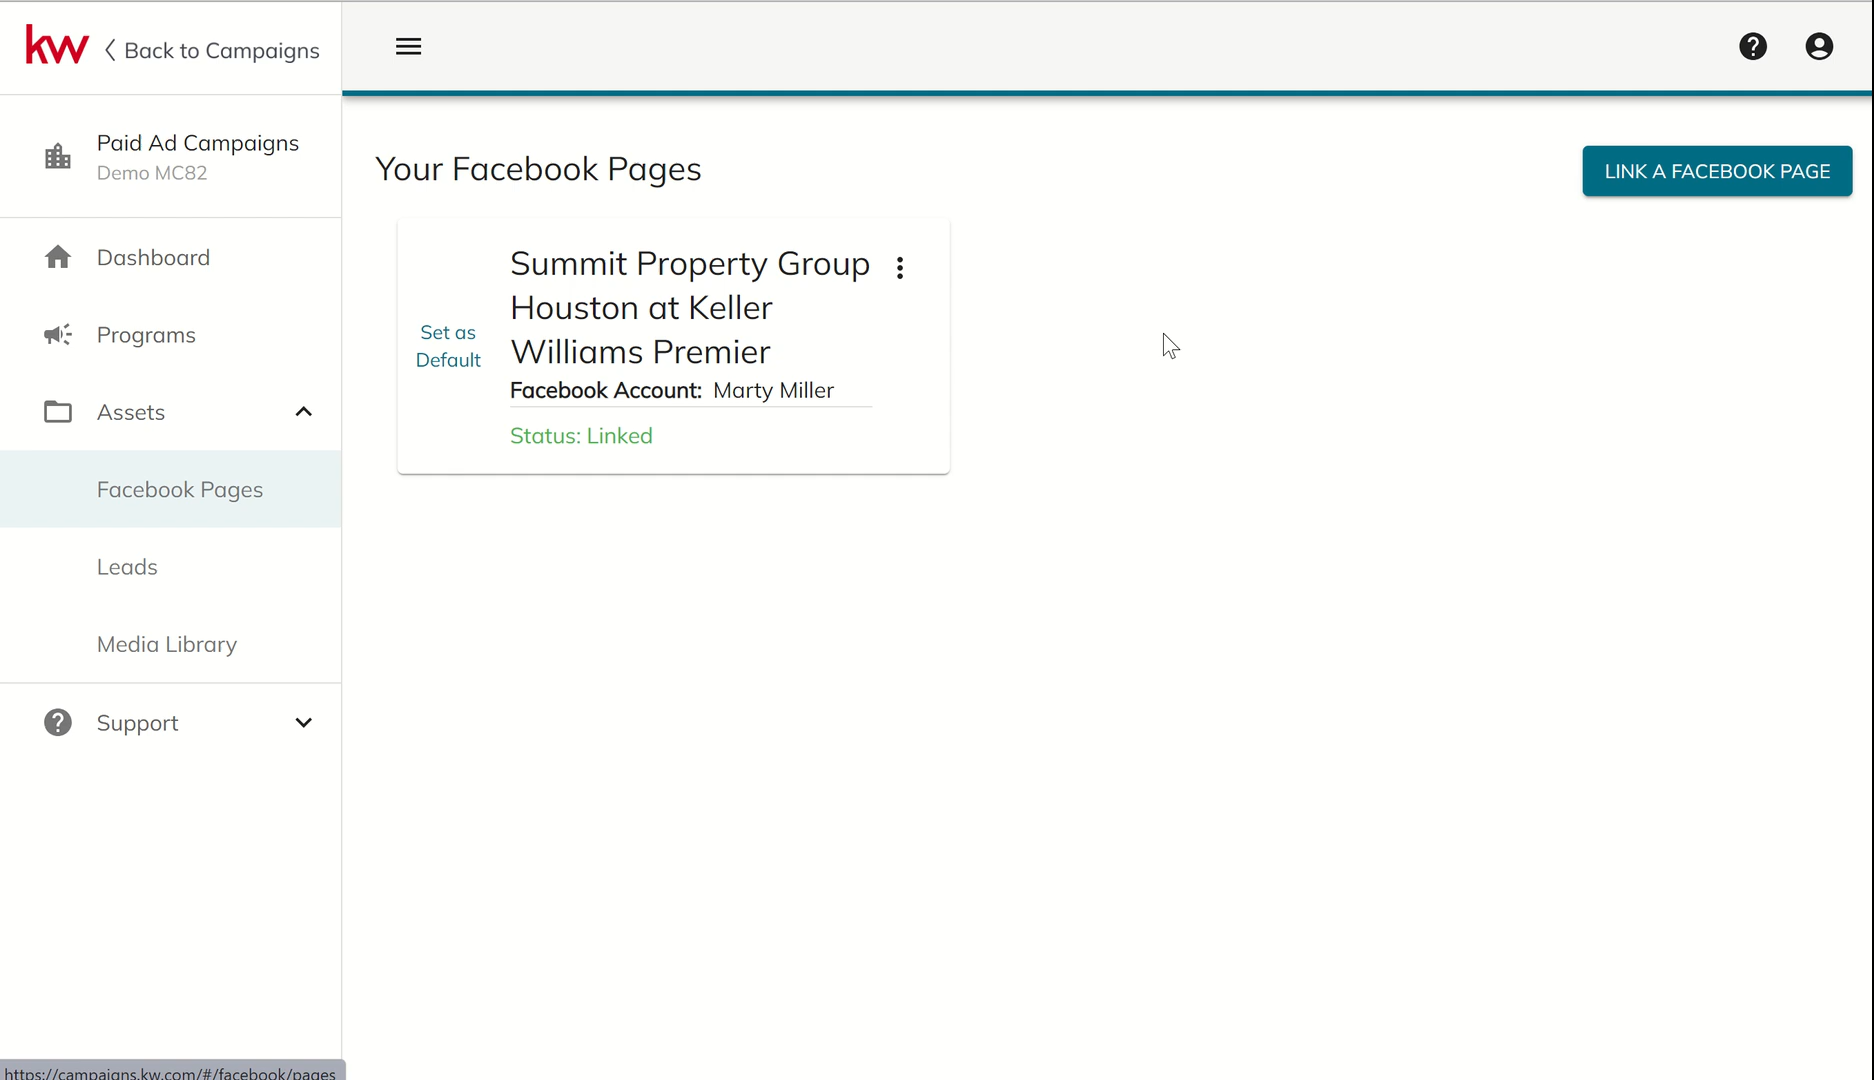 kw
Back to Campaigns
Paid Ad Campaigns
Demo MC82
Dashboard
Programs
Assets
Facebook Pages
Leads
Media Library
Support
Your Facebook Pages
LINK A FACEBOOK PAGE
Set as
Default
Summit Property Group
Houston at Keller
Williams Premier
Facebook Account: Marty Miller
Status: Linked
https://campaigns.kw.com/#/facebook/pages